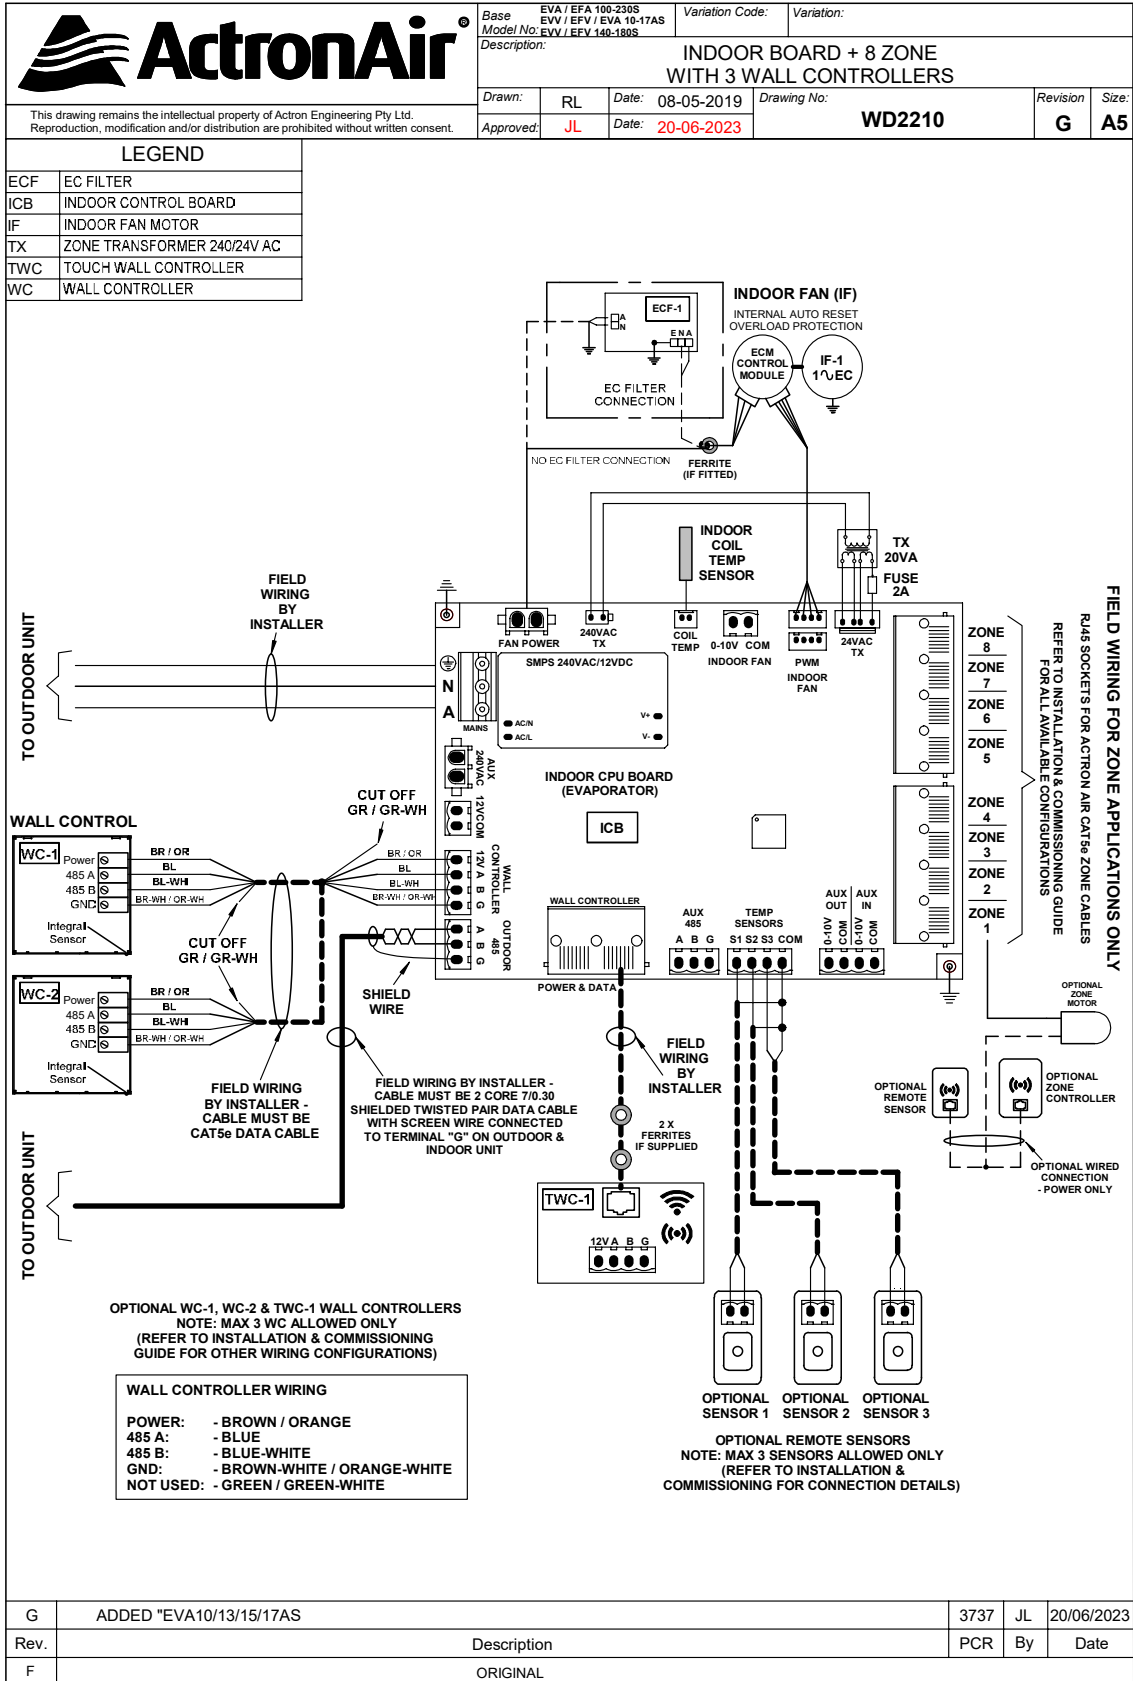 ActronAir®
This drawing remains the intellectual property of Actron Engineering Pty Ltd.
Reproduction, modification and/or distribution are prohibited without written consent.
Base
Model No:
EVA / EFA 100-230S
EVV / EFV / EVA 10-17AS
EVV / EFV 140-180S
Variation Code:
Variation:
Description:
INDOOR BOARD + 8 ZONE
WITH 3 WALL CONTROLLERS
Drawn:
RL
Date:
08-05-2019
Drawing No:
WD2210
Revision
G
Size:
A5
Approved:
JL
Date:
20-06-2023
LEGEND
ECF EC FILTER
ICB INDOOR CONTROL BOARD
IF INDOOR FAN MOTOR
TX ZONE TRANSFORMER 240/24V AC
TWC TOUCH WALL CONTROLLER
WC WALL CONTROLLER
ECF-1
A
N
E N A
EC FILTER
CONNECTION
INDOOR FAN (IF)
INTERNAL AUTO RESET
OVERLOAD PROTECTION
ECM
CONTROL
MODULE
IF-1
1∿EC
NO EC FILTER CONNECTION
FERRITE
(IF FITTED)
INDOOR
COIL
TEMP
SENSOR
TX
20VA
FUSE
2A
FIELD
WIRING
BY
INSTALLER
TO OUTDOOR UNIT
FAN POWER
240VAC
TX
COIL
TEMP
0-10V COM
INDOOR FAN
PWM
INDOOR
FAN
24VAC
TX
N
A
MAINS
SMPS 240VAC/12VDC
AC/N
AC/L
V+
V-
AUX
240VAC
12VCOM
INDOOR CPU BOARD
(EVAPORATOR)
ICB
WALL
CONTROLLER
12V A B G
OUTDOOR
485
A B G
WALL CONTROLLER
POWER & DATA
AUX
485
A B G
TEMP
SENSORS
S1 S2 S3 COM
AUX
OUT
AUX
IN
0-10V
COM
0-10V
COM
ZONE
8
ZONE
7
ZONE
6
ZONE
5
ZONE
4
ZONE
3
ZONE
2
ZONE
1
FIELD WIRING FOR ZONE APPLICATIONS ONLY
RJ45 SOCKETS FOR ACTRON AIR CAT5e ZONE CABLES
REFER TO INSTALLATION & COMMISSIONING GUIDE
FOR ALL AVAILABLE CONFIGURATIONS
WALL CONTROL
WC-1
Power
485 A
485 B
GND
Integral
Sensor
BR / OR
BL
BL-WH
BR-WH / OR-WH
CUT OFF
GR / GR-WH
BR / OR
BL
BL-WH
BR-WH / OR-WH
CUT OFF
GR / GR-WH
WC-2
Power
485 A
485 B
GND
Integral
Sensor
BR / OR
BL
BL-WH
BR-WH / OR-WH
SHIELD
WIRE
FIELD WIRING
BY INSTALLER -
CABLE MUST BE
CAT5e DATA CABLE
FIELD WIRING BY INSTALLER -
CABLE MUST BE 2 CORE 7/0.30
SHIELDED TWISTED PAIR DATA CABLE
WITH SCREEN WIRE CONNECTED
TO TERMINAL "G" ON OUTDOOR &
INDOOR UNIT
TO OUTDOOR UNIT
FIELD
WIRING
BY
INSTALLER
2 X
FERRITES
IF SUPPLIED
TWC-1
12V A B G
OPTIONAL
ZONE
MOTOR
OPTIONAL
REMOTE
SENSOR
OPTIONAL
ZONE
CONTROLLER
OPTIONAL WIRED
CONNECTION
- POWER ONLY
OPTIONAL
SENSOR 1
OPTIONAL
SENSOR 2
OPTIONAL
SENSOR 3
OPTIONAL REMOTE SENSORS
NOTE: MAX 3 SENSORS ALLOWED ONLY
(REFER TO INSTALLATION &
COMMISSIONING FOR CONNECTION DETAILS)
OPTIONAL WC-1, WC-2 & TWC-1 WALL CONTROLLERS
NOTE: MAX 3 WC ALLOWED ONLY
(REFER TO INSTALLATION & COMMISSIONING
GUIDE FOR OTHER WIRING CONFIGURATIONS)
WALL CONTROLLER WIRING
POWER: - BROWN / ORANGE
485 A: - BLUE
485 B: - BLUE-WHITE
GND: - BROWN-WHITE / ORANGE-WHITE
NOT USED: - GREEN / GREEN-WHITE
G ADDED "EVA10/13/15/17AS 3737 JL 20/06/2023
Rev. Description PCR By Date
F ORIGINAL